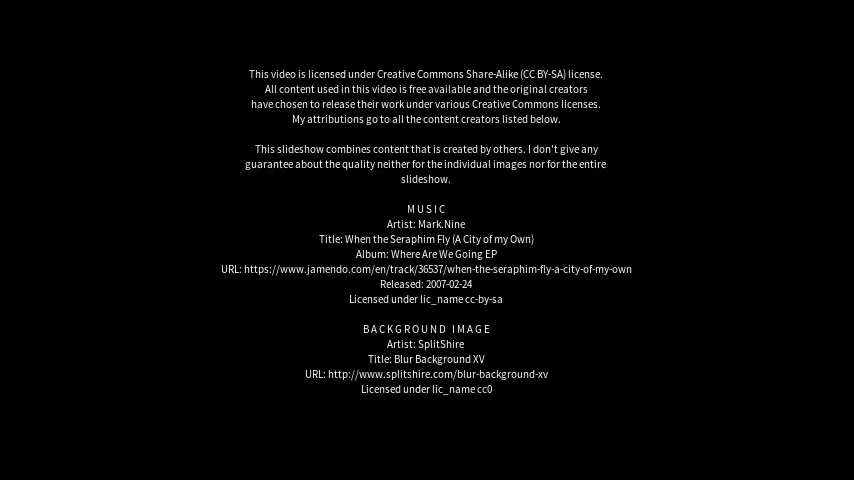 This video is licensed under Creative Commons Share-Alike (CC BY-SA) license.
All content used in this video is free available and the original creators
have chosen to release their work under various Creative Commons licenses.
My attributions go to all the content creators listed below.
This slideshow combines content that is created by others. I don't give any
guarantee about the quality neither for the individual images nor for the entire
slideshow.
MUSIC
Artist: Mark.Nine
Title: When the Seraphim Fly (A City of my Own)
Album: Where Are We Going EP
URL: https://www.jamendo.com/en/track/36537/when-the-seraphim-fly-a-city-of-my-own
Released: 2007-02-24
Licensed under lic_name cc-by-sa
BACKGROUND IMAGE
Artist: SplitShire
Title: Blur Background XV
URL: http://www.splitshire.com/blur-background-xv
Licensed under lic_name cc0